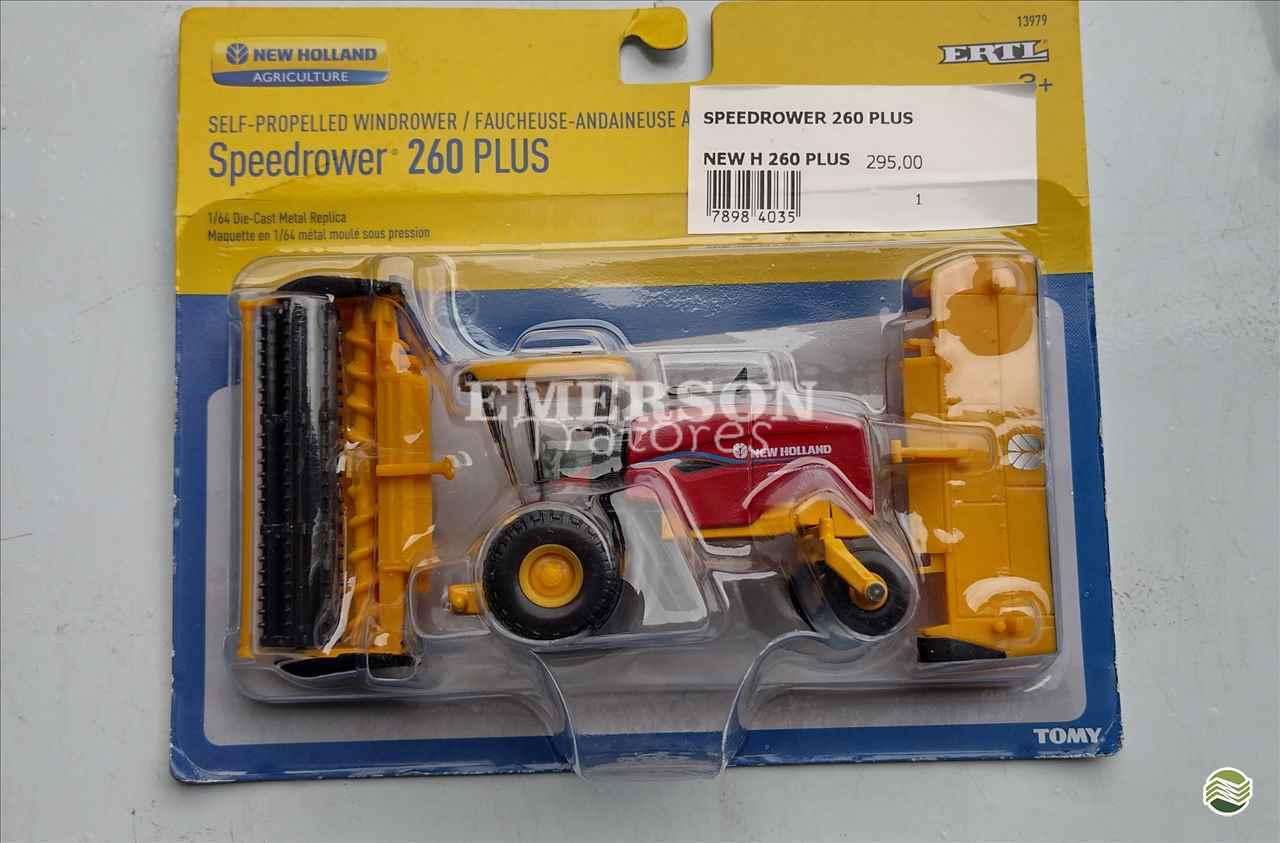 13979
NEW HOLLAND
AGRICULTURE
ERTL
3+
SELF-PROPELLED WINDROWER / FAUCHEUSE-ANDAINEUSE A
Speedrower® 260 PLUS
1/64 Die-Cast Metal Replica
Maquette en 1/64 métal moulé sous pression
SPEEDROWER 260 PLUS
NEW H 260 PLUS 295,00
7898 4035
1
EMERSON
NEW HOLLAND
TOMY